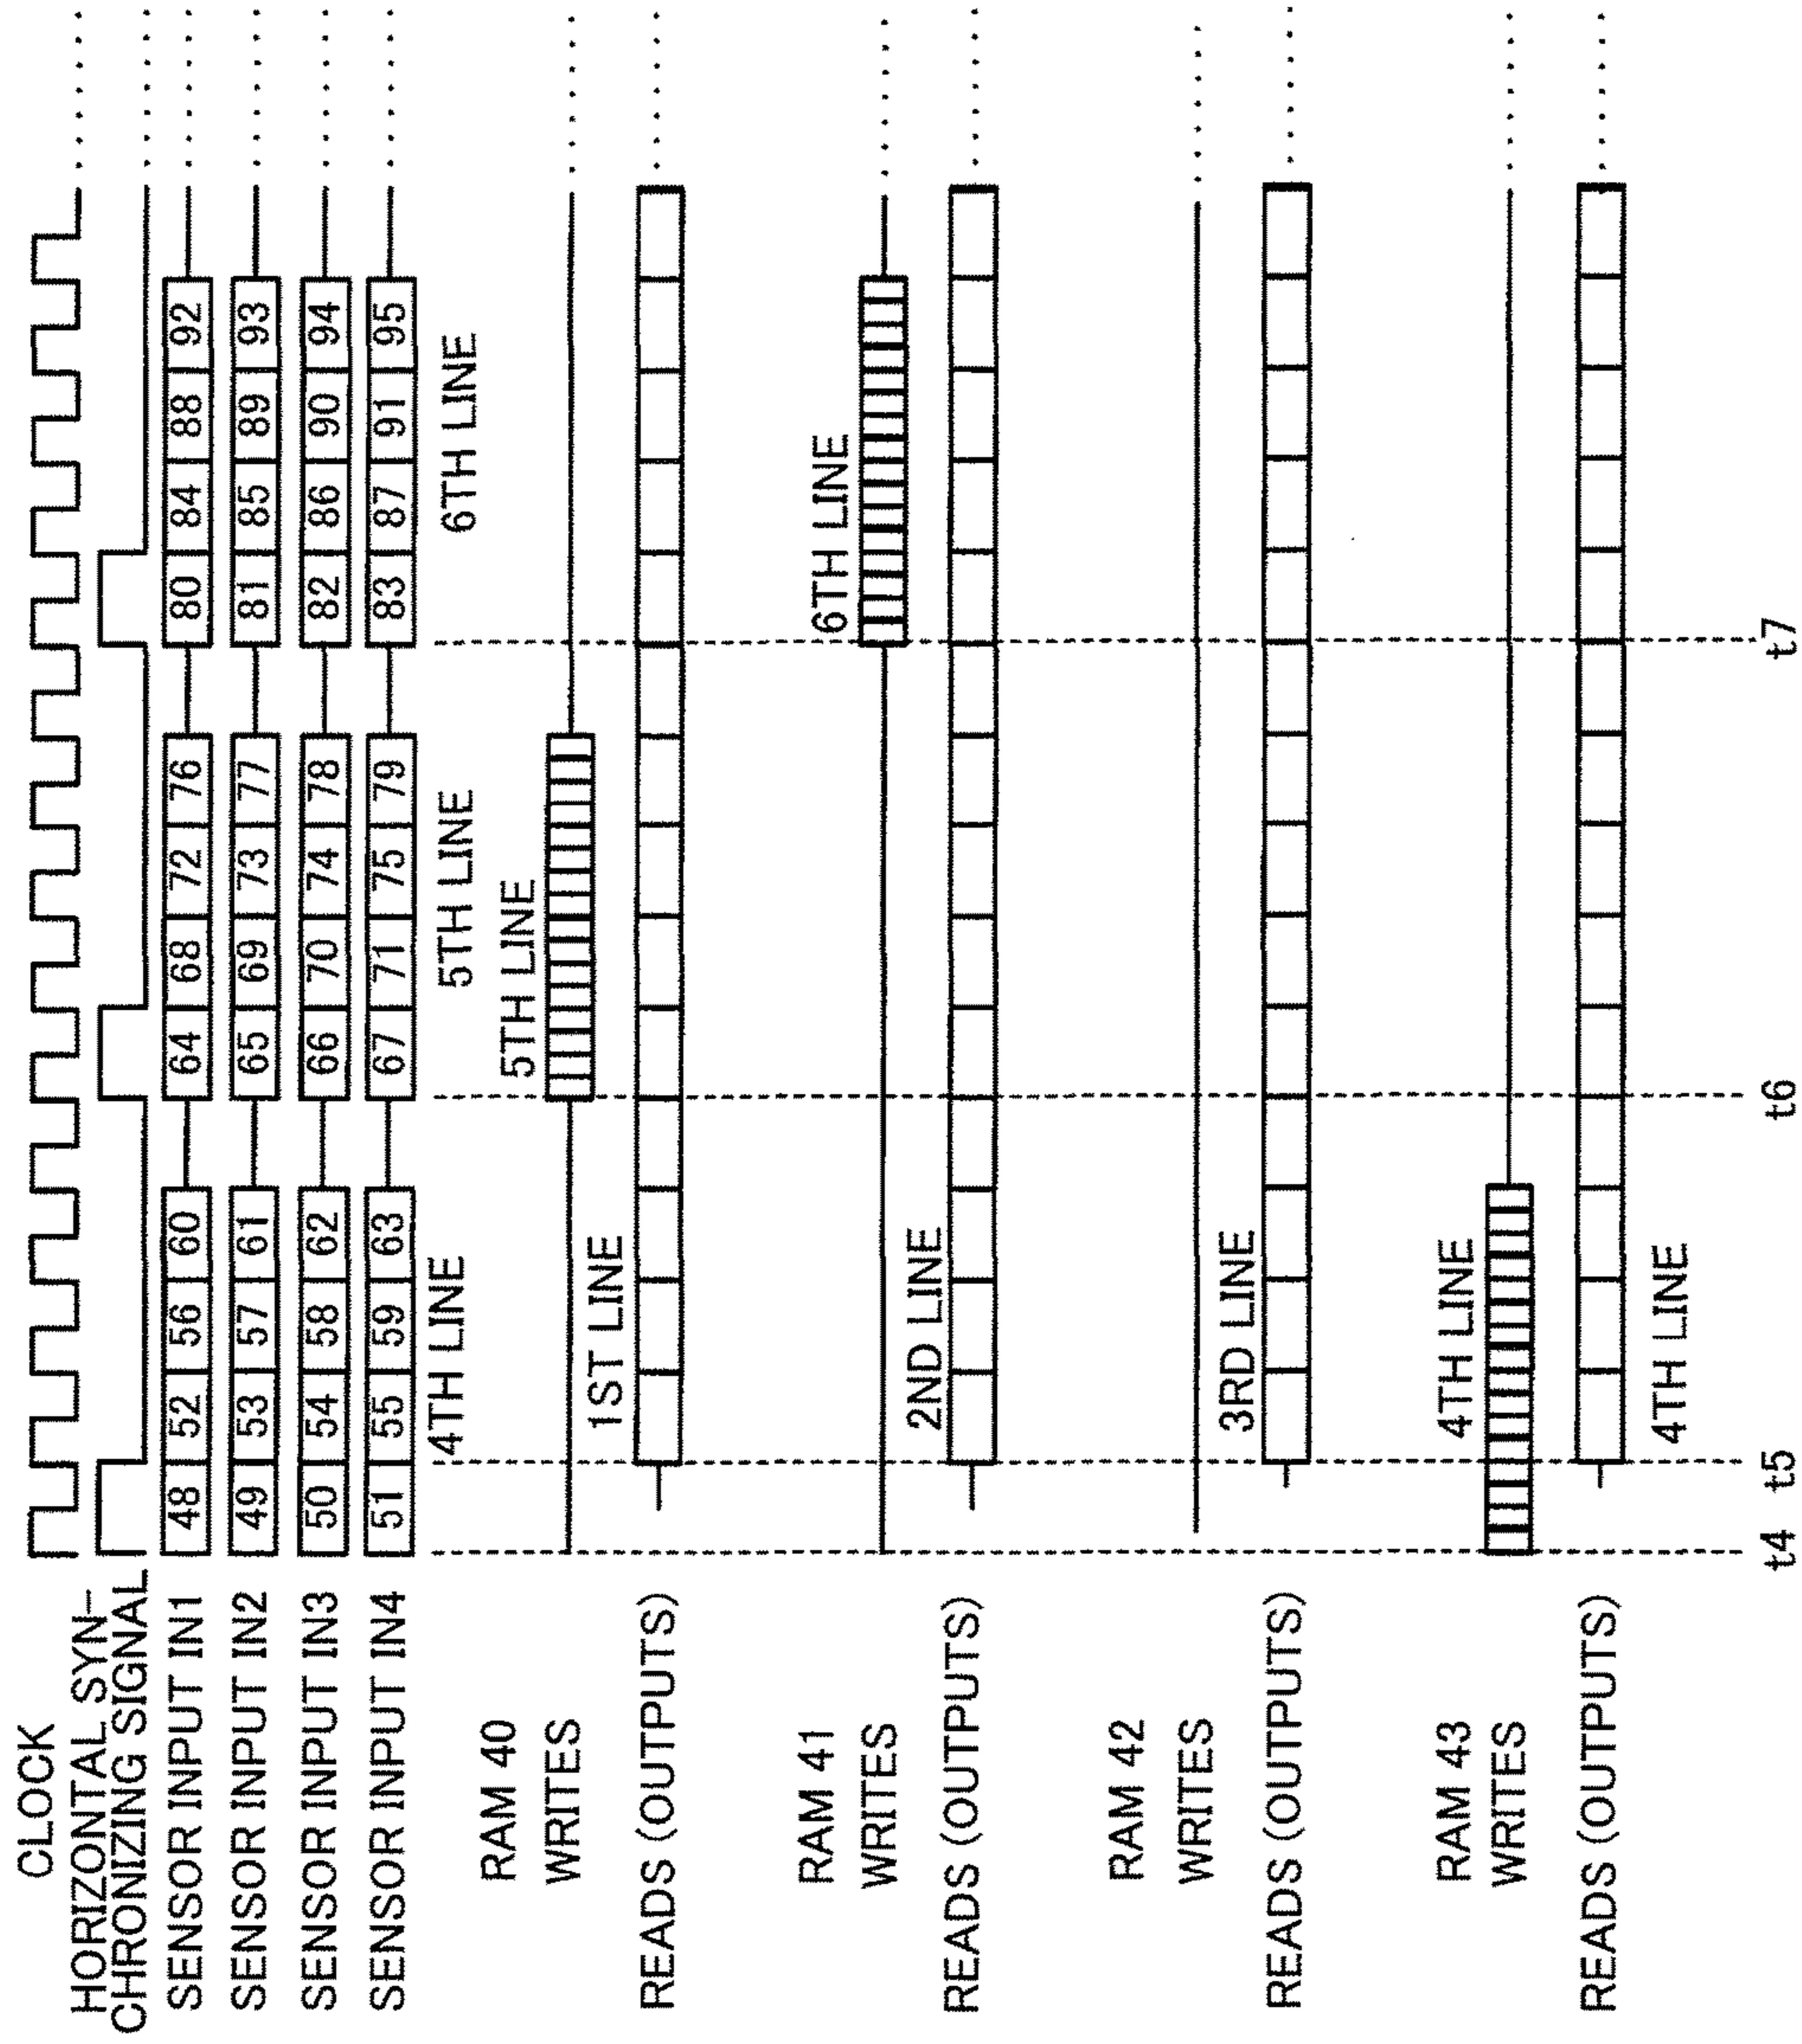 CLOCK
HORIZONTAL SYN-
CHRONIZING SIGNAL
SENSOR INPUT IN1 48 52 56 60 64 68 72 76 80 84 88 92
SENSOR INPUT IN2 49 53 57 61 65 69 73 77 81 85 89 93
SENSOR INPUT IN3 50 54 58 62 66 70 74 78 82 86 90 94
SENSOR INPUT IN4 51 55 59 63 67 71 75 79 83 87 91 95
4TH LINE 5TH LINE 6TH LINE
RAM 40
5TH LINE
WRITES
1ST LINE
READS (OUTPUTS)
RAM 41
6TH LINE
WRITES
2ND LINE
READS (OUTPUTS)
RAM 42
WRITES
3RD LINE
READS (OUTPUTS)
RAM 43
4TH LINE
WRITES
READS (OUTPUTS)
4TH LINE
t4 t5 t6 t7